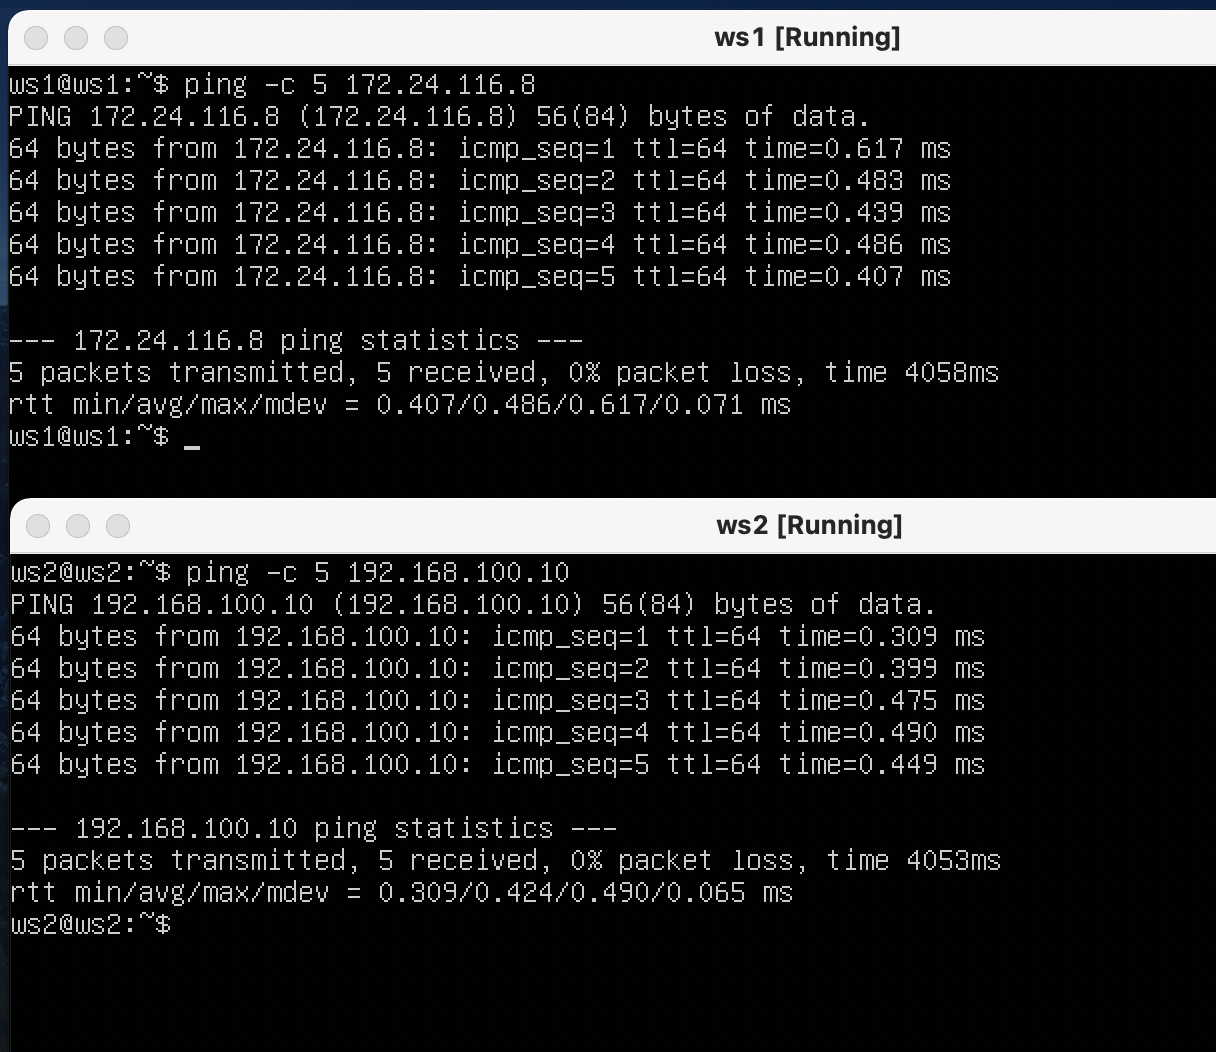 ws1 [Running]
ws1@ws1:~$ ping -c 5 172.24.116.8
PING 172.24.116.8 (172.24.116.8) 56(84) bytes of data.
64 bytes from 172.24.116.8: icmp_seq=1 ttl=64 time=0.617 ms
64 bytes from 172.24.116.8: icmp_seq=2 ttl=64 time=0.483 ms
64 bytes from 172.24.116.8: icmp_seq=3 ttl=64 time=0.439 ms
64 bytes from 172.24.116.8: icmp_seq=4 ttl=64 time=0.486 ms
64 bytes from 172.24.116.8: icmp_seq=5 ttl=64 time=0.407 ms
--- 172.24.116.8 ping statistics ---
5 packets transmitted, 5 received, 0% packet loss, time 4058ms
rtt min/avg/max/mdev = 0.407/0.486/0.617/0.071 ms
ws1@ws1:~$ _
ws2 [Running]
ws2@ws2:~$ ping -c 5 192.168.100.10
PING 192.168.100.10 (192.168.100.10) 56(84) bytes of data.
64 bytes from 192.168.100.10: icmp_seq=1 ttl=64 time=0.309 ms
64 bytes from 192.168.100.10: icmp_seq=2 ttl=64 time=0.399 ms
64 bytes from 192.168.100.10: icmp_seq=3 ttl=64 time=0.475 ms
64 bytes from 192.168.100.10: icmp_seq=4 ttl=64 time=0.490 ms
64 bytes from 192.168.100.10: icmp_seq=5 ttl=64 time=0.449 ms
--- 192.168.100.10 ping statistics ---
5 packets transmitted, 5 received, 0% packet loss, time 4053ms
rtt min/avg/max/mdev = 0.309/0.424/0.490/0.065 ms
ws2@ws2:~$